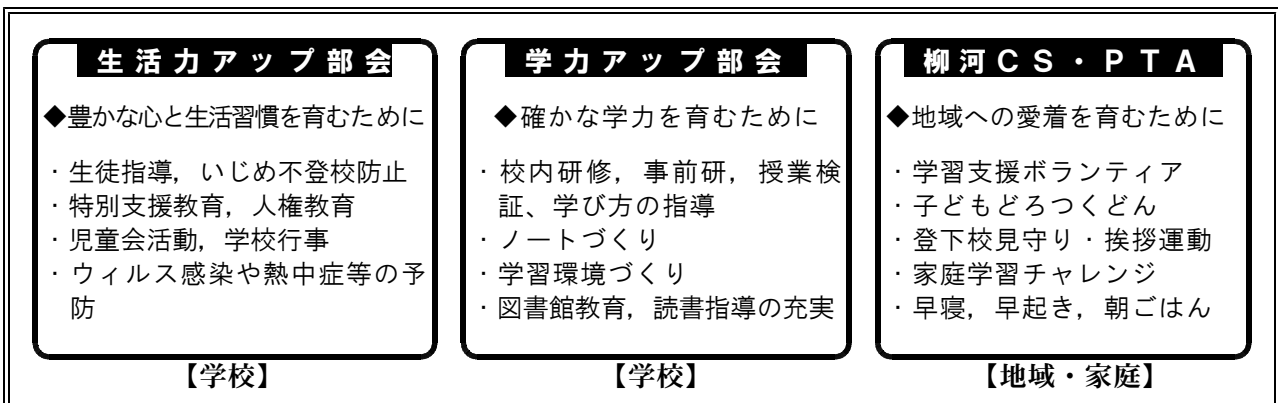 生活力アップ部会
◆豊かな心と生活習慣を育むために
・生徒指導，いじめ不登校防止
・特別支援教育，人権教育
・児童会活動，学校行事
・ウィルス感染や熱中症等の予
防
【学校】
学力アップ部会
◆確かな学力を育むために
・校内研修，事前研，授業検
証、学び方の指導
・ノートづくり
・学習環境づくり
・図書館教育，読書指導の充実
【学校】
柳河ＣＳ・ＰＴＡ
◆地域への愛着を育むために
・学習支援ボランティア
・子どもどろつくどん
・登下校見守り・挨拶運動
・家庭学習チャレンジ
・早寝，早起き，朝ごはん
【地域・家庭】